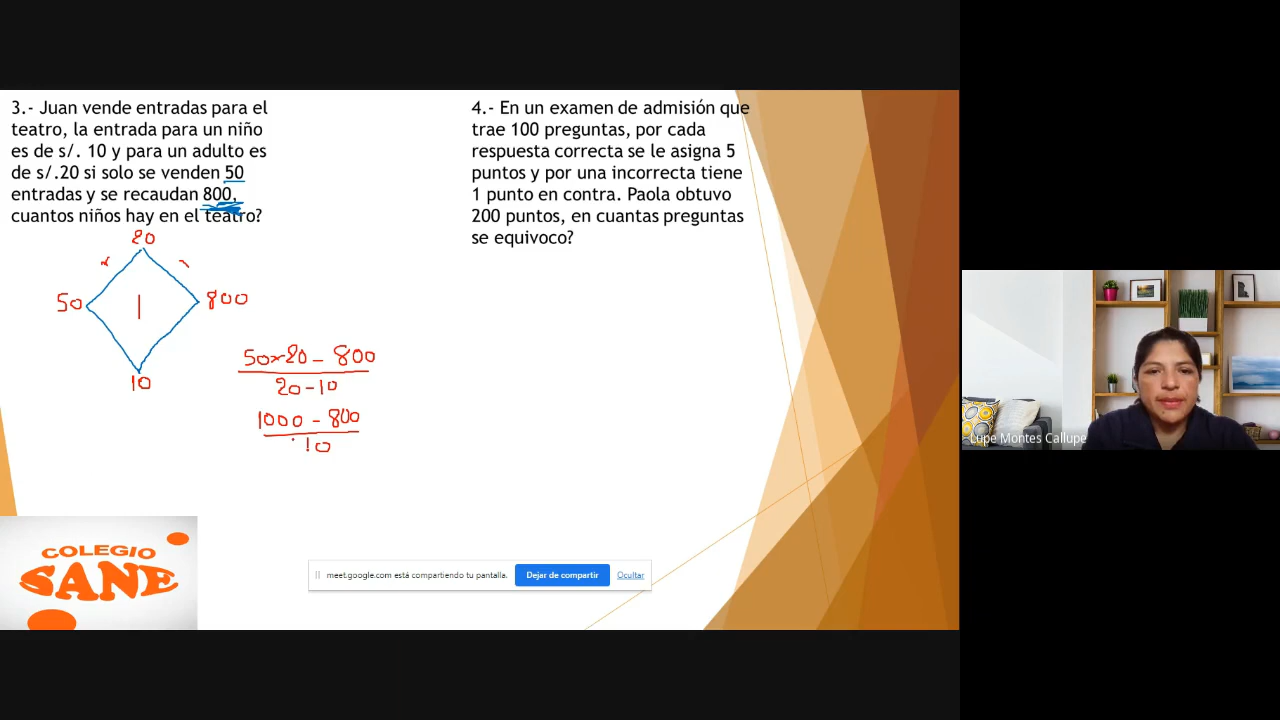 3.- Juan vende entradas para el
teatro, la entrada para un niño
es de s/. 10 y para un adulto es
de s/.20 si solo se venden 50
entradas y se recaudan 800,
cuantos niños hay en el teatro?
20
x -
50 | 800
10
50x20 - 800
20 - 10
1000 - 800
10
4.- En un examen de admisión que
trae 100 preguntas, por cada
respuesta correcta se le asigna 5
puntos y por una incorrecta tiene
1 punto en contra. Paola obtuvo
200 puntos, en cuantas preguntas
se equivoco?
COLEGIO
SANE
meet.google.com está compartiendo tu pantalla.
Dejar de compartir
Ocultar
Lupe Montes Callupe